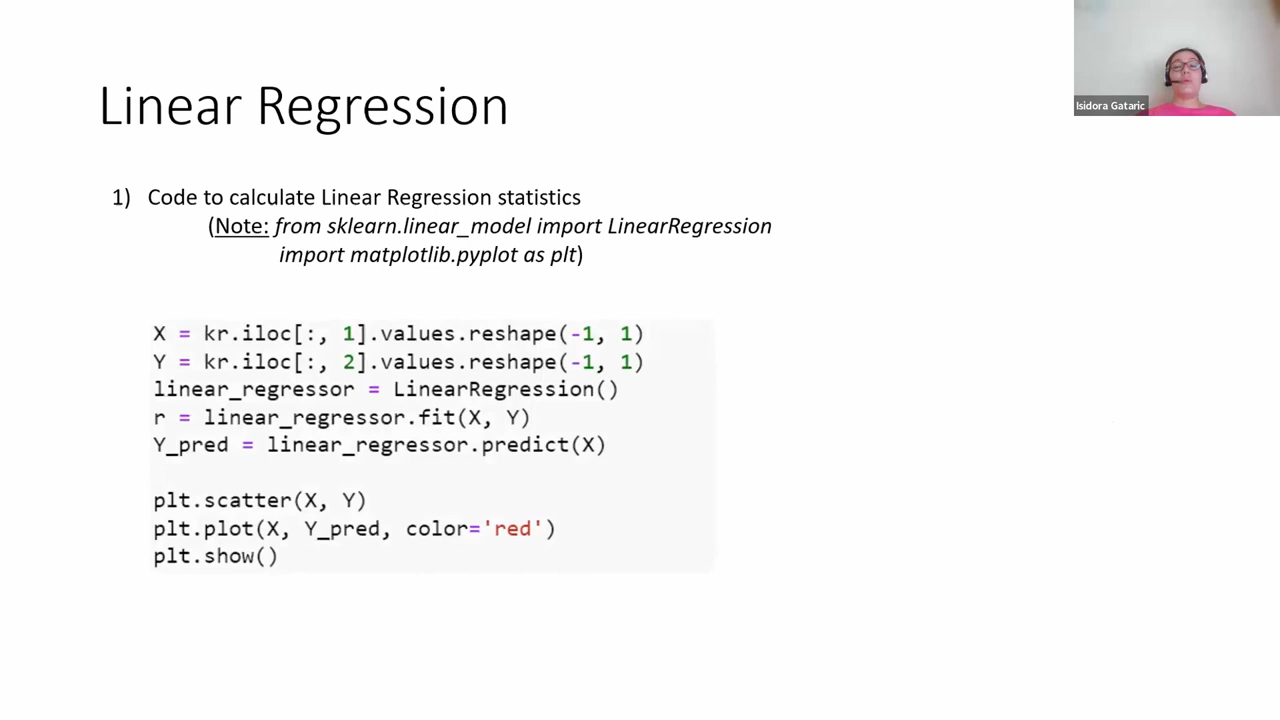 Isidora Gataric
Linear Regression
1) Code to calculate Linear Regression statistics
(Note: from sklearn.linear_model import LinearRegression
import matplotlib.pyplot as plt)
X = kr.iloc[:, 1].values.reshape(-1, 1)
Y = kr.iloc[:, 2].values.reshape(-1, 1)
linear_regressor = LinearRegression()
r = linear_regressor.fit(X, Y)
Y_pred = linear_regressor.predict(X)
plt.scatter(X, Y)
plt.plot(X, Y_pred, color='red')
plt.show()